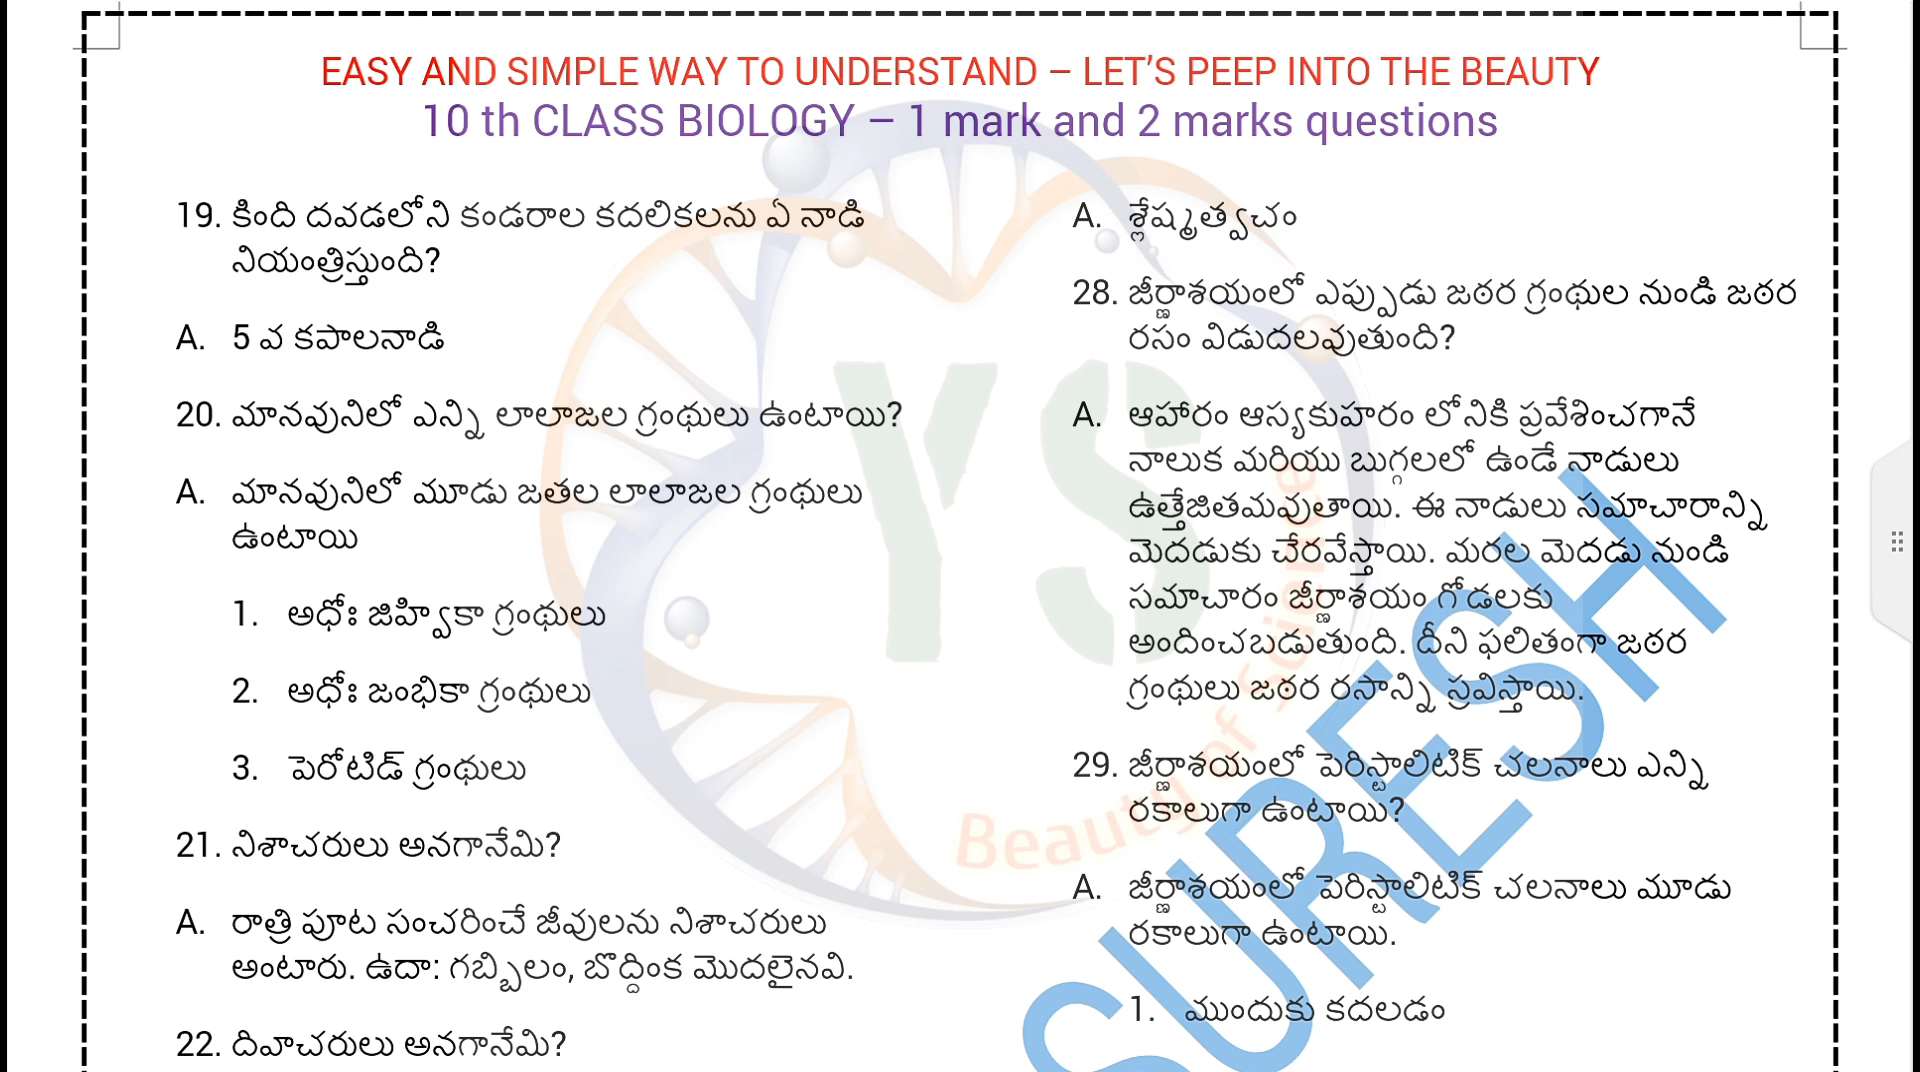 EASY AND SIMPLE WAY TO UNDERSTAND – LET'S PEEP INTO THE BEAUTY
10 th CLASS BIOLOGY – 1 mark and 2 marks questions
19. కింది దవడలోని కండరాల కదలికలను ఏ నాడి
నియంత్రిస్తుంది?
A. 5 వ కపాలనాడి
20. మానవునిలో ఎన్ని లాలాజల గ్రంథులు ఉంటాయి?
A. మానవునిలో మూడు జతల లాలాజల గ్రంథులు
ఉంటాయి
1. అధోః జిహ్వికా గ్రంథులు
2. అధోః జంభికా గ్రంథులు
3. పెరోటిడ్ గ్రంథులు
21. నిశాచరులు అనగానేమి?
A. రాత్రి పూట సంచరించే జీవులను నిశాచరులు
అంటారు. ఉదా: గబ్బిలం, బొద్దింక మొదలైనవి.
22. దివాచరులు అనగానేమి?
A. శ్లేష్మత్వచం
28. జీర్ణాశయంలో ఎప్పుడు జఠర గ్రంథుల నుండి జఠర
రసం విడుదలవుతుంది?
A. ఆహారం ఆస్యకుహరం లోనికి ప్రవేశించగానే
నాలుక మరియు బుగ్గలలో ఉండే నాడులు
ఉత్తేజితమవుతాయి. ఈ నాడులు సమాచారాన్ని
మెదడుకు చేరవేస్తాయి. మరల మెదడు నుండి
సమాచారం జీర్ణాశయం గోడలకు
అందించబడుతుంది. దీని ఫలితంగా జఠర
గ్రంథులు జఠర రసాన్ని స్రవిస్తాయి.
29. జీర్ణాశయంలో పెరిస్టాలిటిక్ చలనాలు ఎన్ని
రకాలుగా ఉంటాయి?
A. జీర్ణాశయంలో పెరిస్టాలిటిక్ చలనాలు మూడు
రకాలుగా ఉంటాయి.
1. ముందుకు కదలడం
YS
Beauty of Science
SURESH